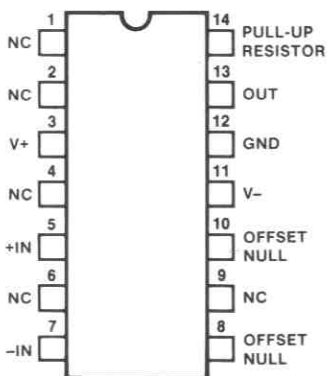 1
NC
2
NC
3
V+
4
NC
5
+IN
6
NC
7
–IN
14
PULL-UP
RESISTOR
13
OUT
12
GND
11
V–
10
OFFSET
NULL
9
NC
8
OFFSET
NULL